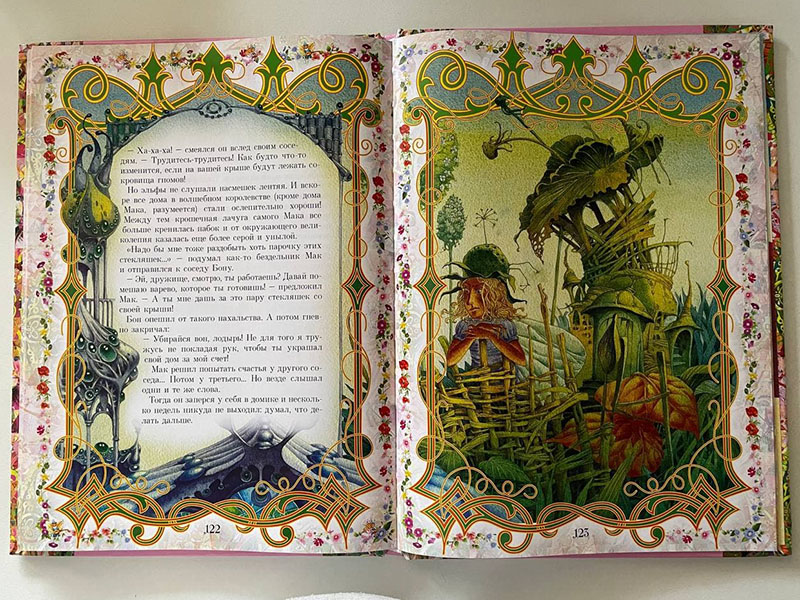 — Ха-ха-ха! — смеялся он вслед своим сосе-
дям. — Трудитесь-трудитесь! Как будто что-то
изменится, если на вашей крыше будут лежать со-
кровища гномов!
Но эльфы не слушали насмешек лентяя. И вско-
ре все дома в волшебном королевстве (кроме дома
Мака, разумеется) стали ослепительно хороши!
Между тем крошечная лачуга самого Мака все
больше кренилась набок и от окружающего вели-
колепия казалась еще более серой и унылой.
«Надо бы мне тоже раздобыть хоть парочку этих
стекляшек...» — подумал как-то бездельник Мак
и отправился к соседу Бону.
— Эй, дружище, смотрю, ты работаешь? Давай по-
мешаю варево, которое ты готовишь! — предложил
Мак. — А ты мне дашь за это пару стекляшек со
своей крыши!
Бон опешил от такого нахальства. А потом гнев-
но закричал:
— Убирайся вон, лодырь! Не для того я тру-
жусь не покладая рук, чтобы ты украшал
свой дом за мой счет!
Мак решил попытать счастья у другого со-
седа... Потом у третьего... Но везде слышал
одни и те же слова.
Тогда он заперся у себя в домике и несколь-
ко недель никуда не выходил: думал, что де-
лать дальше.
122
123